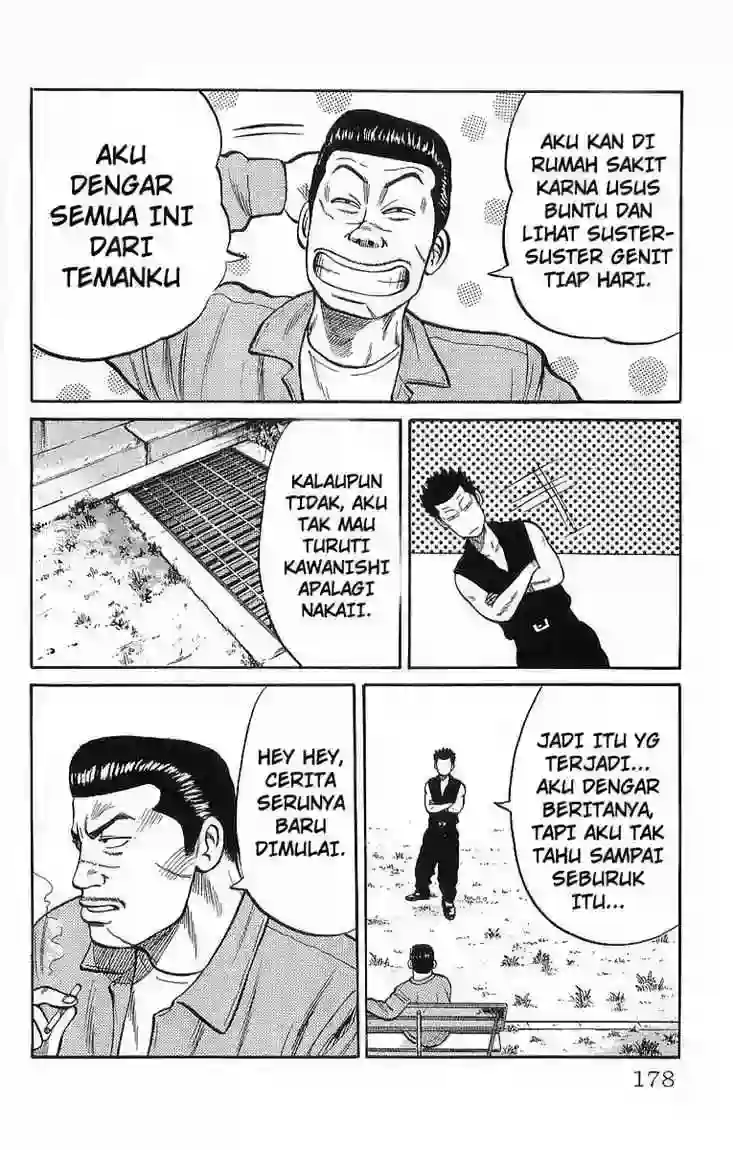 AKU KAN DI
RUMAH SAKIT
KARNA USUS
BUNTU DAN
LIHAT SUSTER-
SUSTER GENIT
TIAP HARI.
AKU
DENGAR
SEMUA INI
DARI
TEMANKU
KALAUPUN
TIDAK, AKU
TAK MAU
TURUTI
KAWANISHI
APALAGI
NAKAII.
JADI ITU YG
TERJADI...
AKU DENGAR
BERITANYA,
TAPI AKU TAK
TAHU SAMPAI
SEBURUK
ITU...
HEY HEY,
CERITA
SERUNYA
BARU
DIMULAI.
178